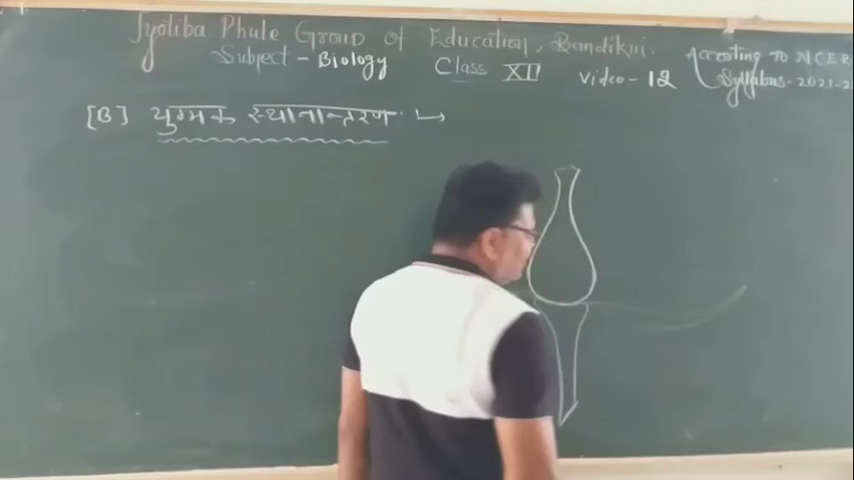 Jyotiba Phule Group of Education, Bandikui.
Subject - Biology Class XII Video - 12
According To NCER
Syllabus - 2021-2
[B] युग्मक स्थानान्तरण